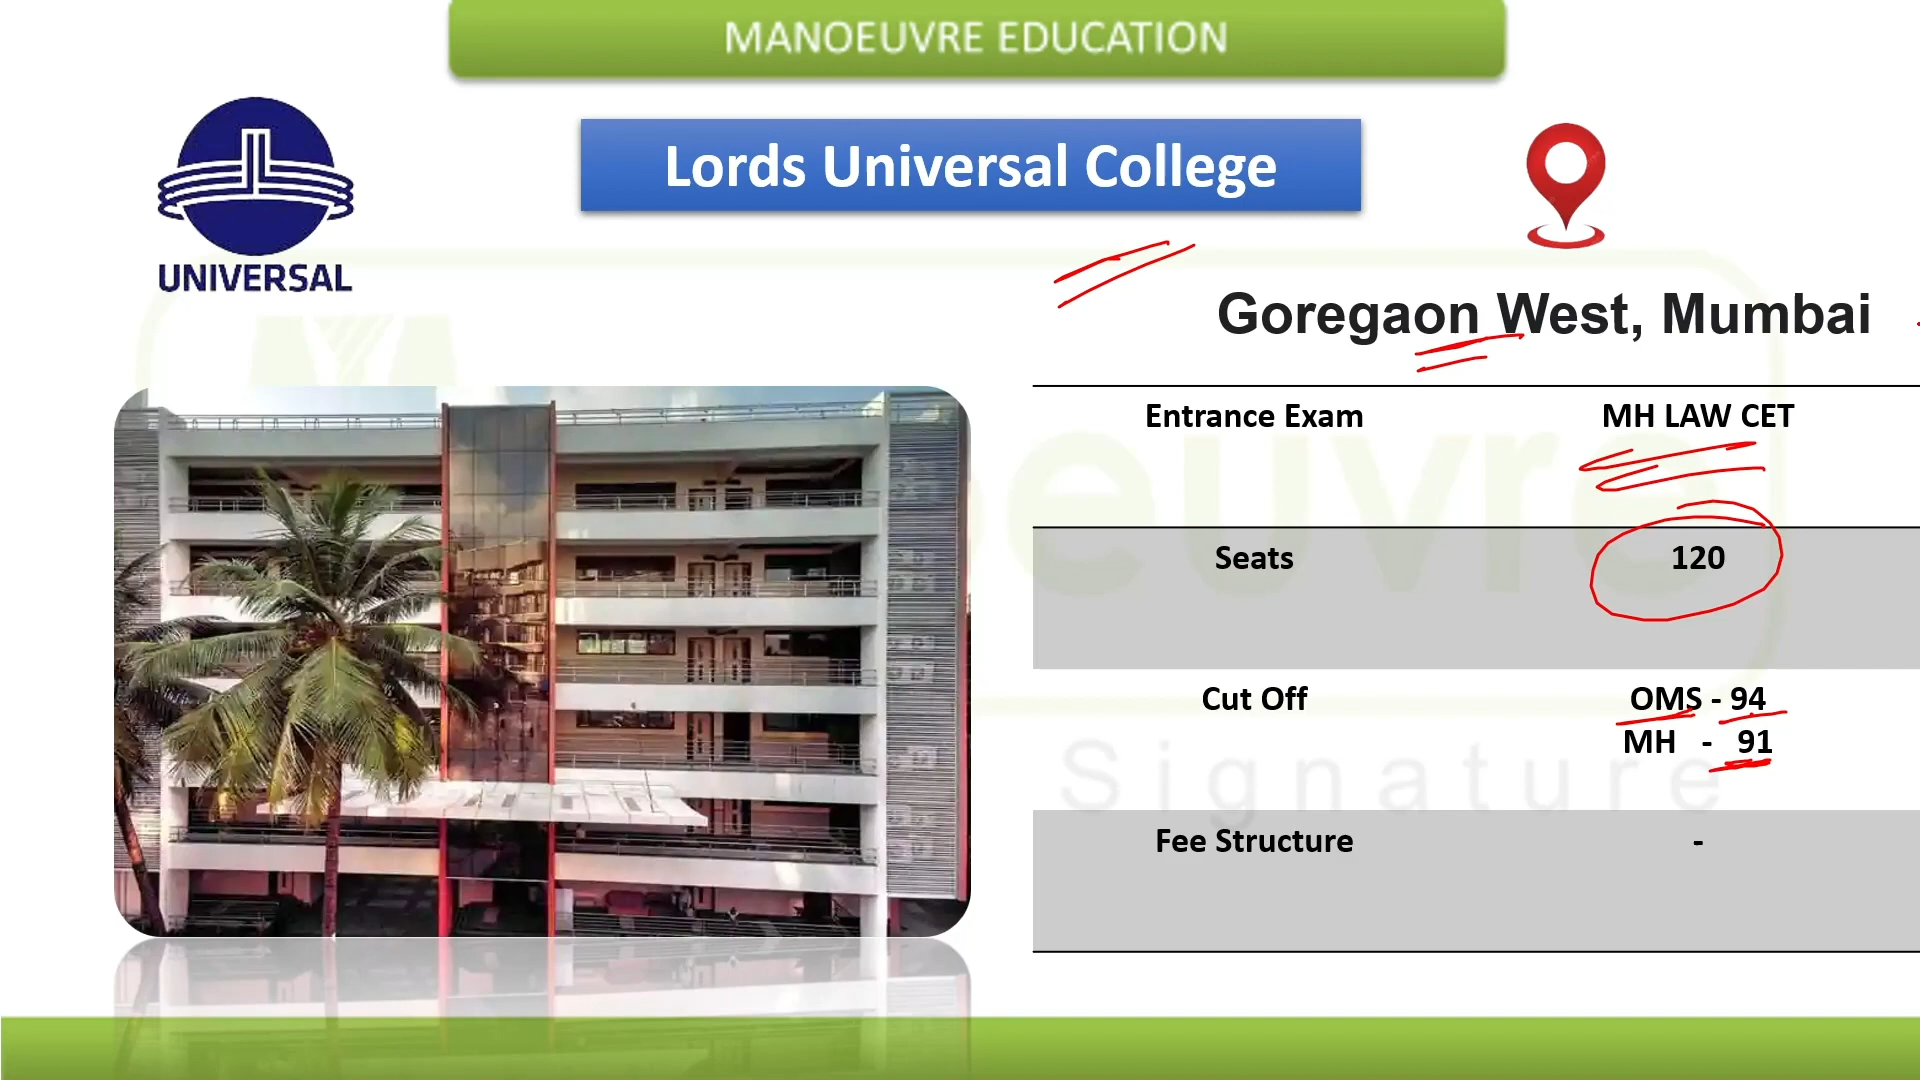 MANOEUVRE EDUCATION
Lords Universal College
UNIVERSAL
Goregaon West, Mumbai
Entrance Exam MH LAW CET
Seats 120
Cut Off OMS - 94
MH - 91
Fee Structure -
Signature